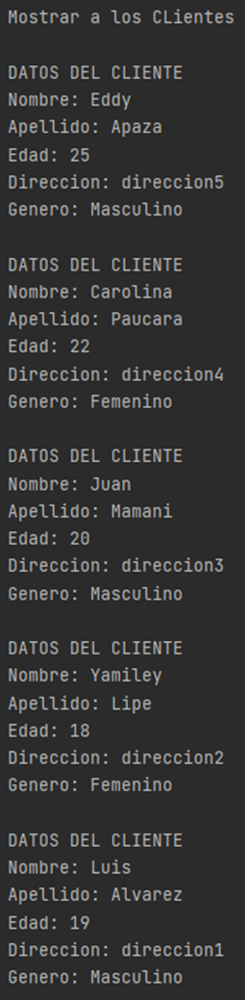 Mostrar a los CLientes
DATOS DEL CLIENTE
Nombre: Eddy
Apellido: Apaza
Edad: 25
Direccion: direccion5
Genero: Masculino
DATOS DEL CLIENTE
Nombre: Carolina
Apellido: Paucara
Edad: 22
Direccion: direccion4
Genero: Femenino
DATOS DEL CLIENTE
Nombre: Juan
Apellido: Mamani
Edad: 20
Direccion: direccion3
Genero: Masculino
DATOS DEL CLIENTE
Nombre: Yamiley
Apellido: Lipe
Edad: 18
Direccion: direccion2
Genero: Femenino
DATOS DEL CLIENTE
Nombre: Luis
Apellido: Alvarez
Edad: 19
Direccion: direccion1
Genero: Masculino